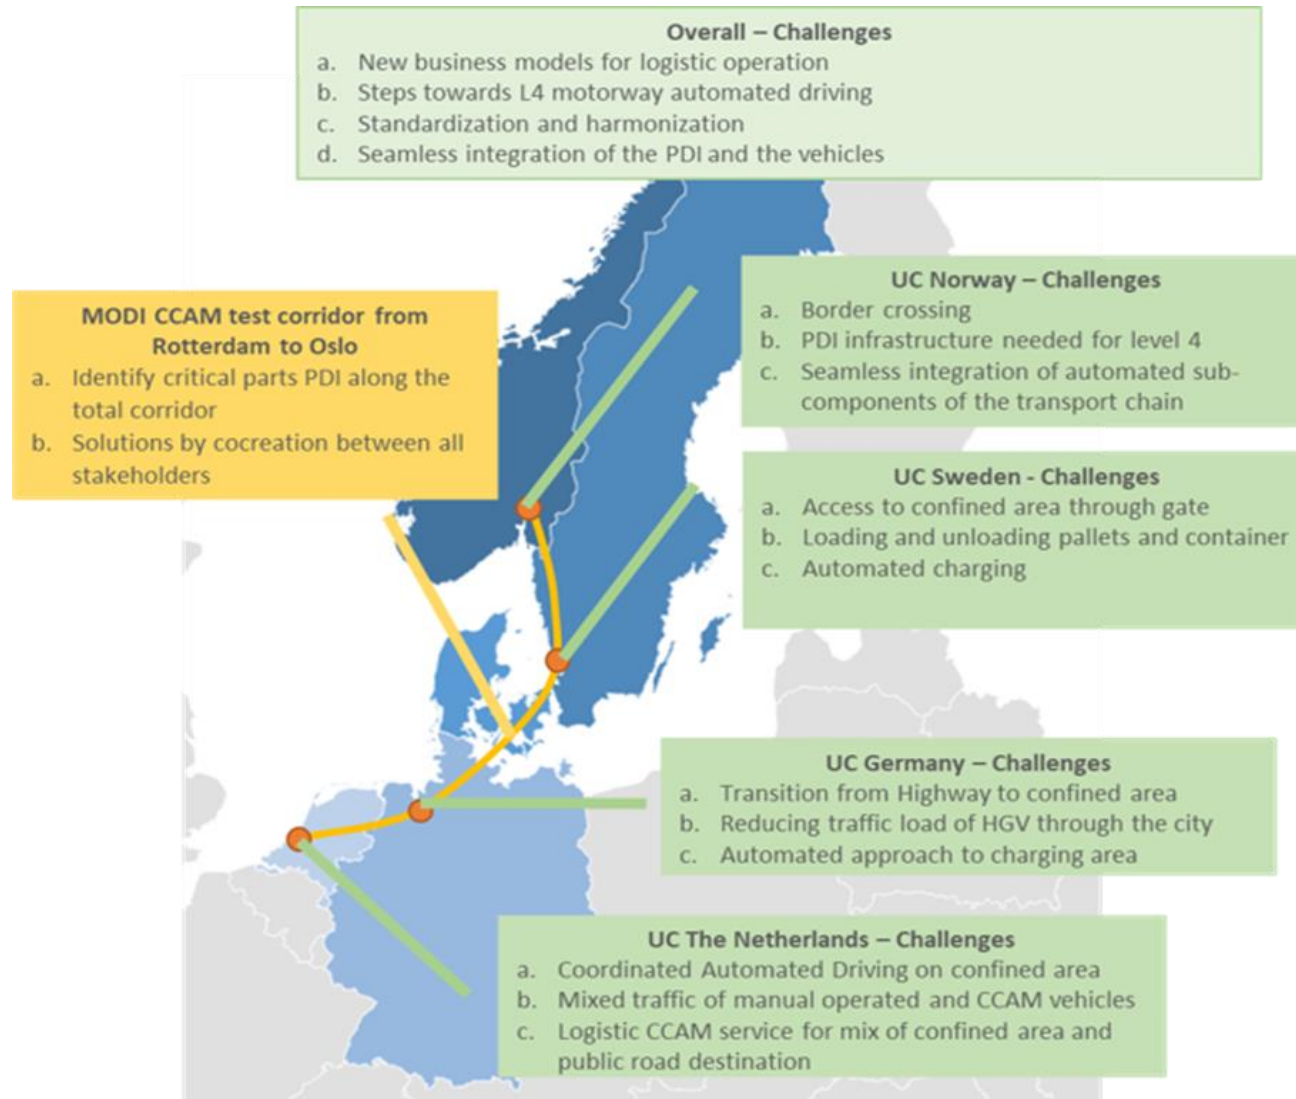 Overall – Challenges
a. New business models for logistic operation
b. Steps towards L4 motorway automated driving
c. Standardization and harmonization
d. Seamless integration of the PDI and the vehicles
MODI CCAM test corridor from
Rotterdam to Oslo
a. Identify critical parts PDI along the
total corridor
b. Solutions by cocreation between all
stakeholders
UC Norway – Challenges
a. Border crossing
b. PDI infrastructure needed for level 4
c. Seamless integration of automated sub-
components of the transport chain
UC Sweden - Challenges
a. Access to confined area through gate
b. Loading and unloading pallets and container
c. Automated charging
UC Germany – Challenges
a. Transition from Highway to confined area
b. Reducing traffic load of HGV through the city
c. Automated approach to charging area
UC The Netherlands – Challenges
a. Coordinated Automated Driving on confined area
b. Mixed traffic of manual operated and CCAM vehicles
c. Logistic CCAM service for mix of confined area and
public road destination